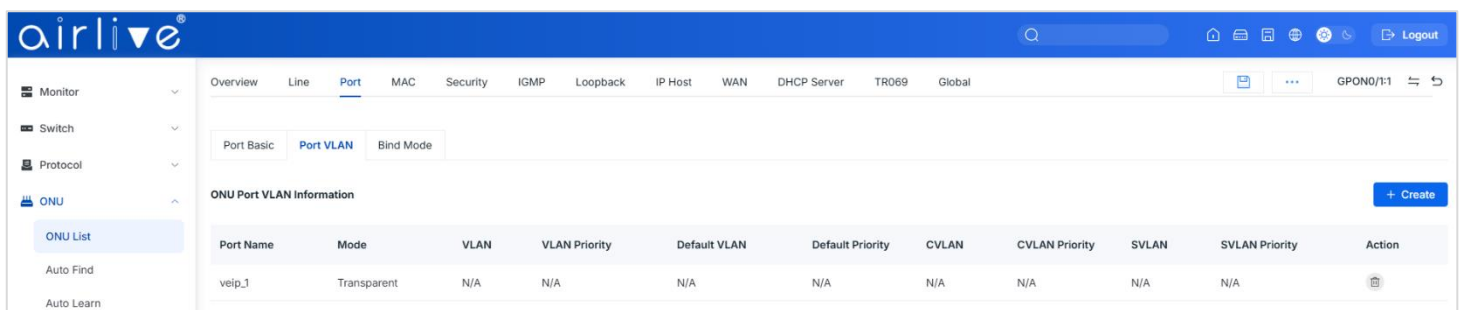 airlive®
Logout
Monitor
Overview Line Port MAC Security IGMP Loopback IP Host WAN DHCP Server TR069 Global
... GPON0/1:1
Switch
Port Basic Port VLAN Bind Mode
Protocol
ONU
ONU Port VLAN Information
+ Create
ONU List
Port Name Mode VLAN VLAN Priority Default VLAN Default Priority CVLAN CVLAN Priority SVLAN SVLAN Priority Action
Auto Find
veip_1 Transparent N/A N/A N/A N/A N/A N/A N/A N/A
Auto Learn